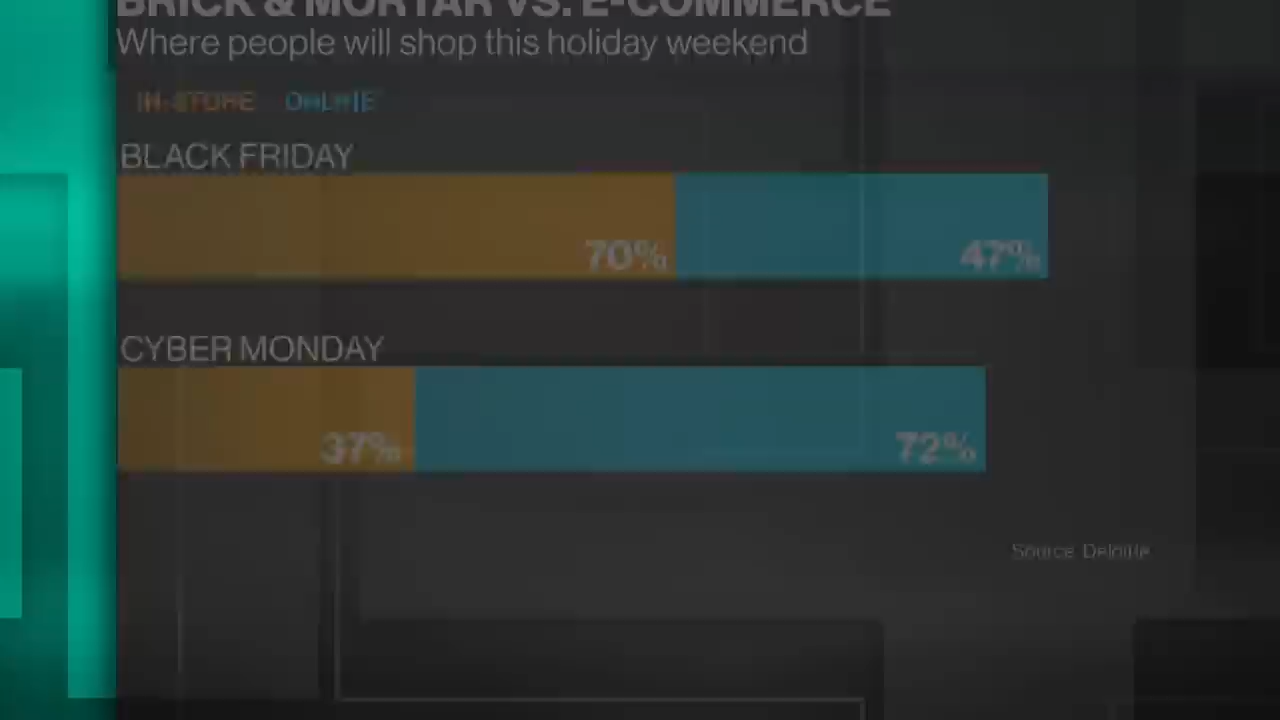 BRICK & MORTAR VS. E-COMMERCE
Where people will shop this holiday weekend
IN-STORE ONLINE
BLACK FRIDAY
70% 47%
CYBER MONDAY
37% 72%
Source: Deloitte